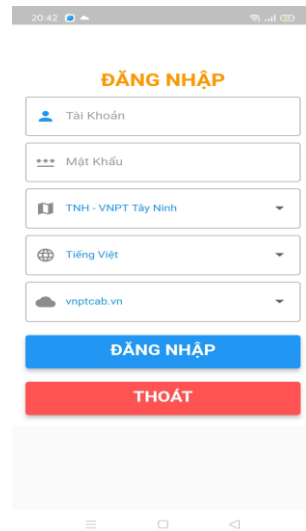 20:42
ĐĂNG NHẬP
Tài Khoản
Mật Khẩu
TNH - VNPT Tây Ninh
Tiếng Việt
vnptcab.vn
ĐĂNG NHẬP
THOÁT